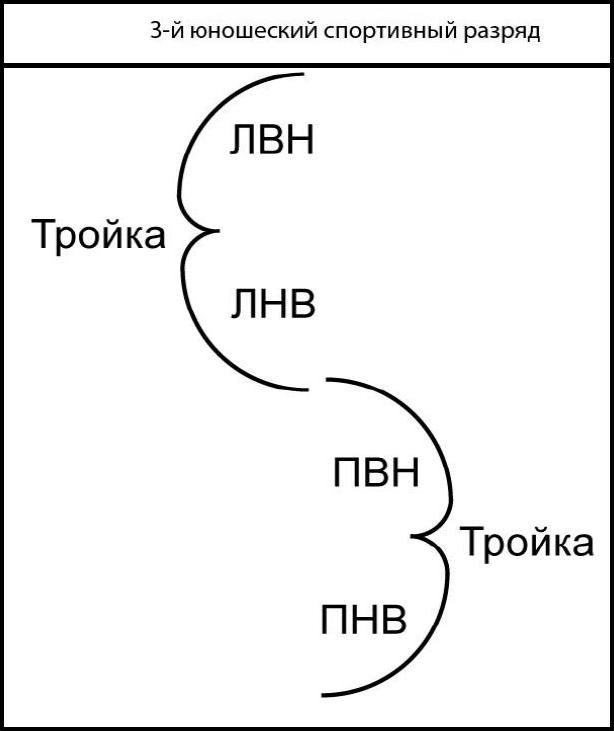 3-й юношеский спортивный разряд
ЛВН
Тройка
ЛНВ
ПВН
Тройка
ПНВ